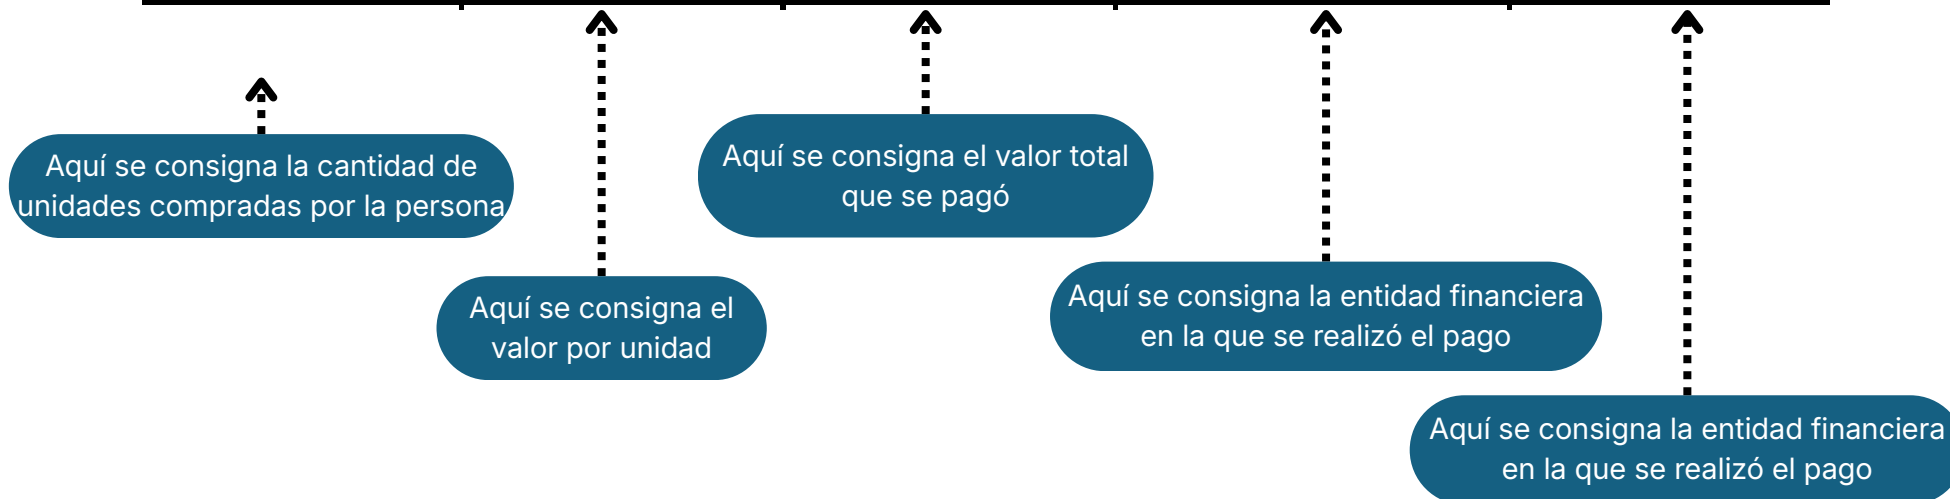 Aquí se consigna la cantidad de
unidades compradas por la persona
Aquí se consigna el
valor por unidad
Aquí se consigna el valor total
que se pagó
Aquí se consigna la entidad financiera
en la que se realizó el pago
Aquí se consigna la entidad financiera
en la que se realizó el pago